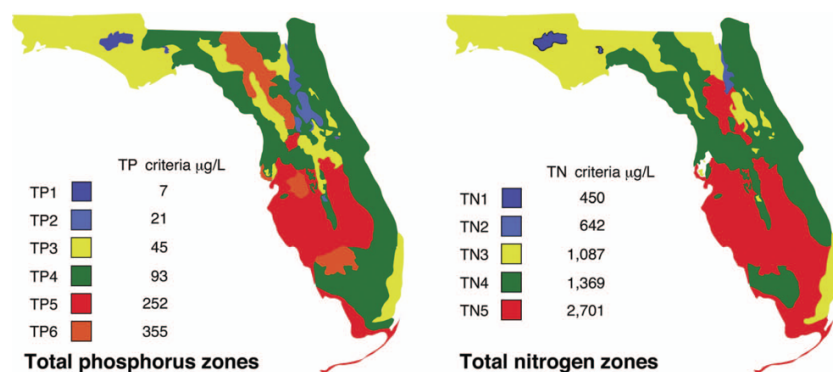 TP criteria μg/L
TP1 7
TP2 21
TP3 45
TP4 93
TP5 252
TP6 355
Total phosphorus zones
TN criteria μg/L
TN1 450
TN2 642
TN3 1,087
TN4 1,369
TN5 2,701
Total nitrogen zones